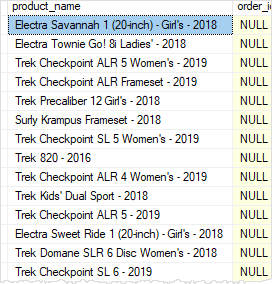 product_name order_i
Electra Savannah 1 (20-inch) - Girl's - 2018 NULL
Electra Townie Go! 8i Ladies' - 2018 NULL
Trek Checkpoint ALR 5 Women's - 2019 NULL
Trek Checkpoint ALR Frameset - 2019 NULL
Trek Precaliber 12 Girl's - 2018 NULL
Surly Krampus Frameset - 2018 NULL
Trek Checkpoint SL 5 Women's - 2019 NULL
Trek 820 - 2016 NULL
Trek Checkpoint ALR 4 Women's - 2019 NULL
Trek Kids' Dual Sport - 2018 NULL
Trek Checkpoint ALR 5 - 2019 NULL
Electra Sweet Ride 1 (20-inch) - Girl's - 2018 NULL
Trek Domane SLR 6 Disc Women's - 2018 NULL
Trek Checkpoint SL 6 - 2019 NULL